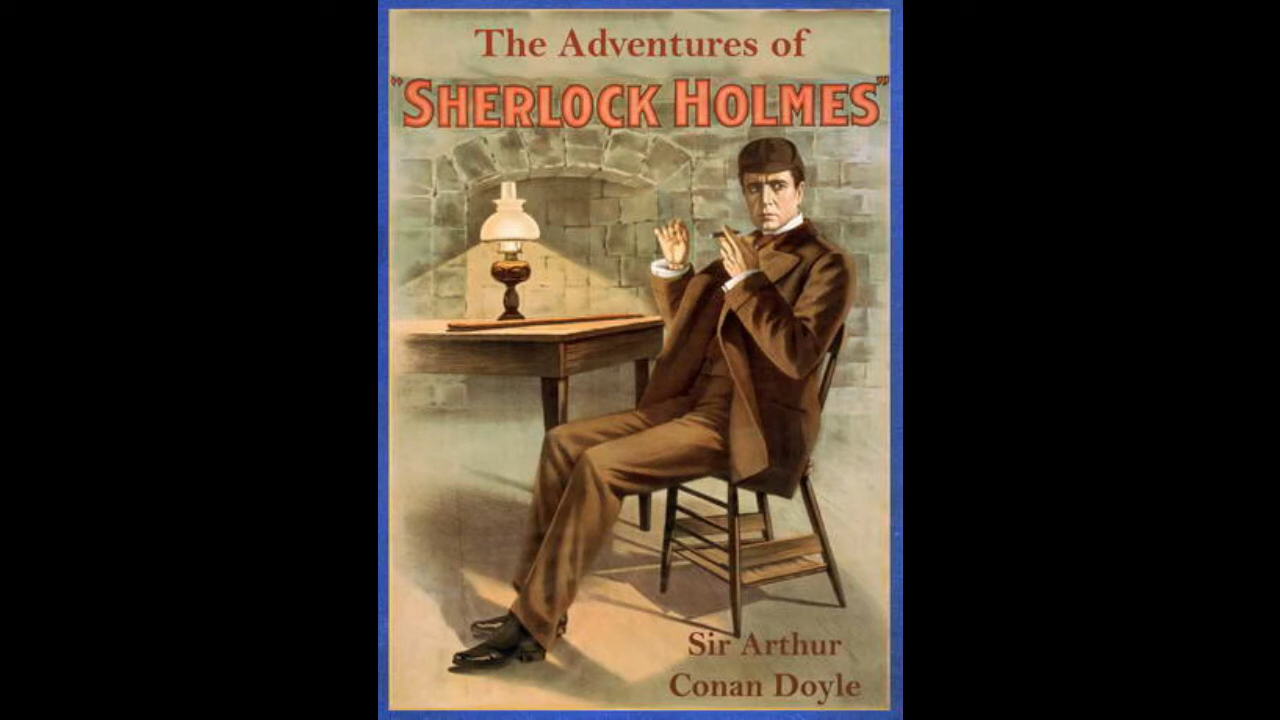 The Adventures of
"SHERLOCK HOLMES"
Sir Arthur
Conan Doyle